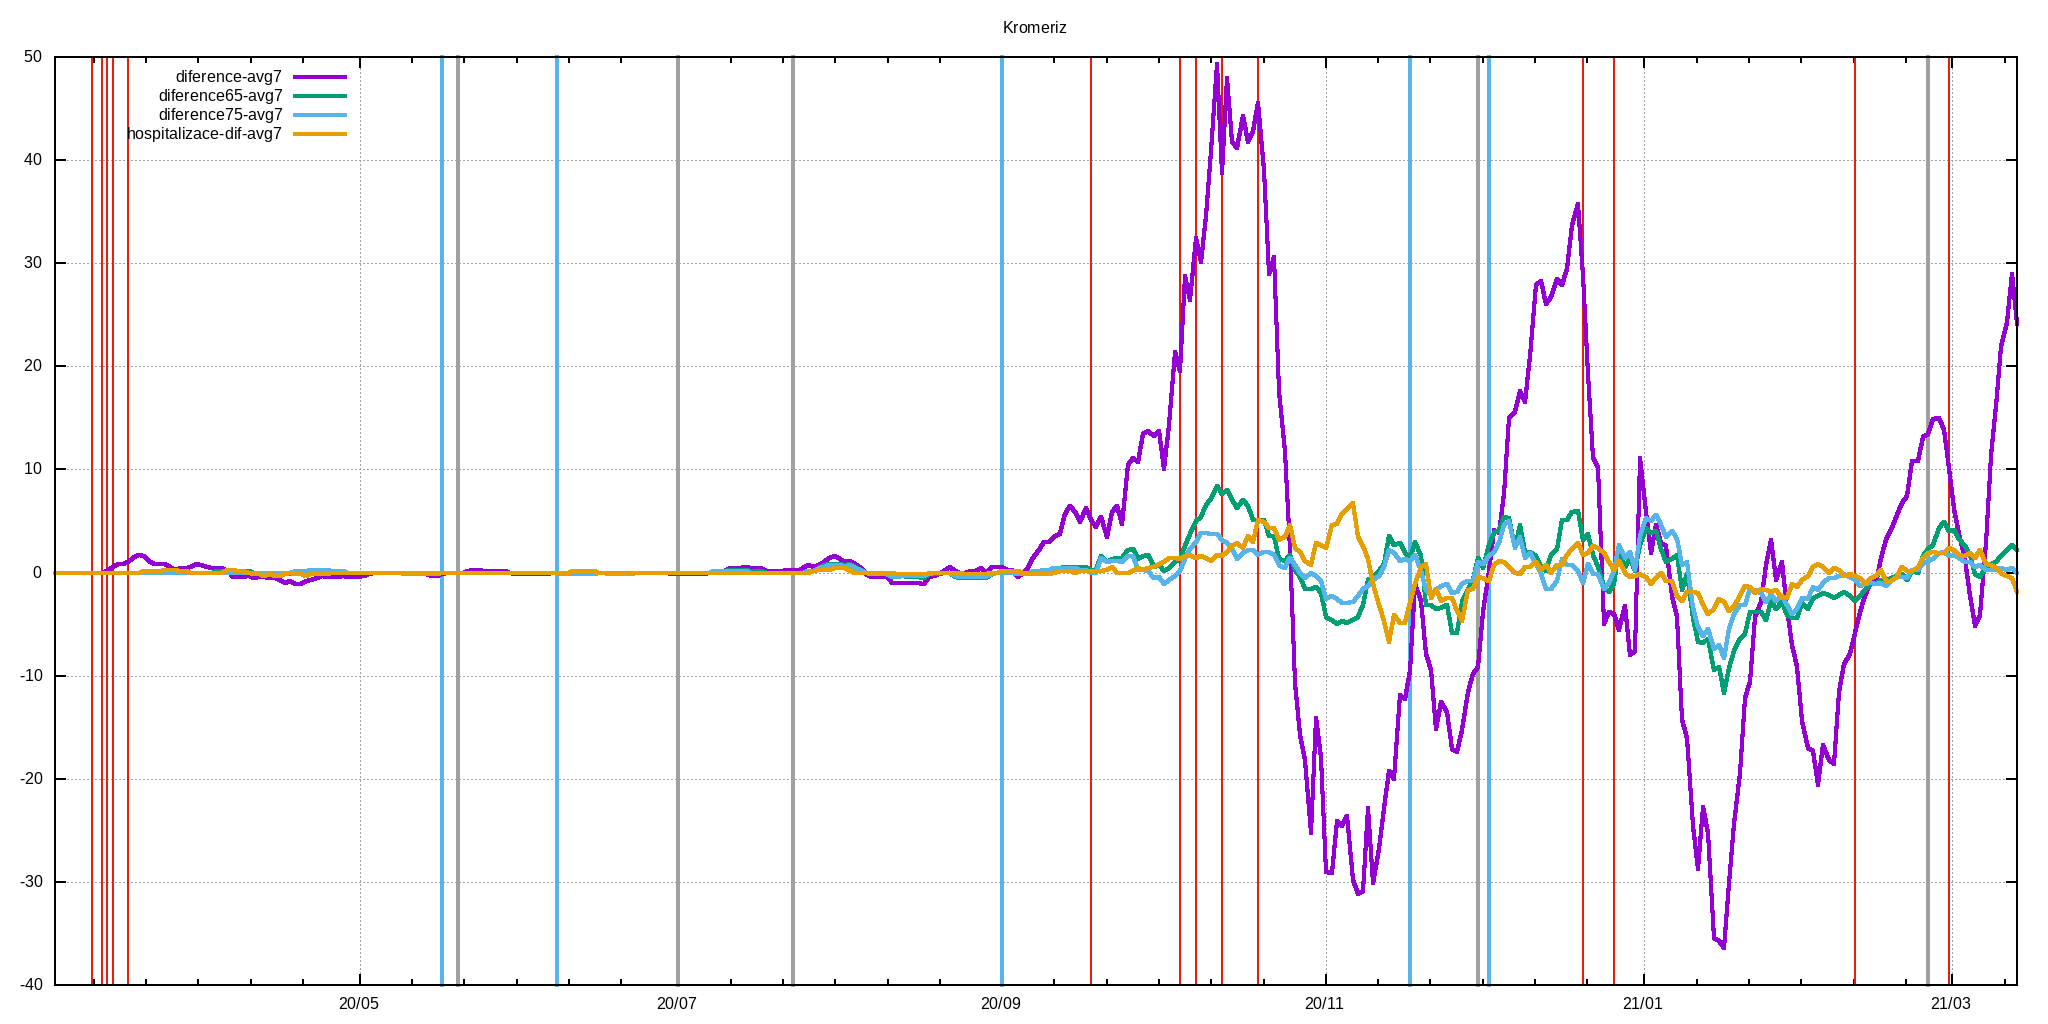 Kromeriz
diference-avg7
diference65-avg7
diference75-avg7
hospitalizace-dif-avg7
50
40
30
20
10
0
-10
-20
-30
-40
20/05 20/07 20/09 20/11 21/01 21/03